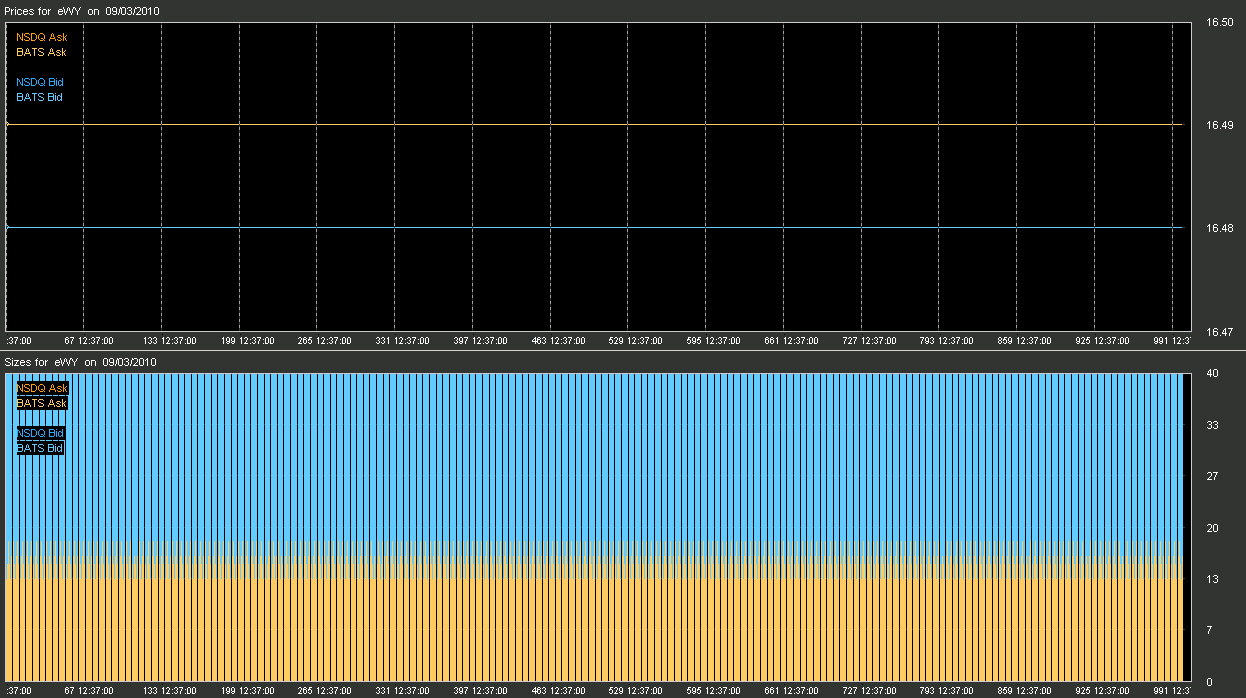 Prices for eWY on 09/03/2010
NSDQ Ask
BATS Ask
NSDQ Bid
BATS Bid
16.50
16.49
16.48
16.47
:37:00 67 12:37:00 133 12:37:00 199 12:37:00 265 12:37:00 331 12:37:00 397 12:37:00 463 12:37:00 529 12:37:00 595 12:37:00 661 12:37:00 727 12:37:00 793 12:37:00 859 12:37:00 925 12:37:00 991 12:3
Sizes for eWY on 09/03/2010
NSDQ Ask
BATS Ask
NSDQ Bid
BATS Bid
40
33
27
20
13
7
0
:37:00 67 12:37:00 133 12:37:00 199 12:37:00 265 12:37:00 331 12:37:00 397 12:37:00 463 12:37:00 529 12:37:00 595 12:37:00 661 12:37:00 727 12:37:00 793 12:37:00 859 12:37:00 925 12:37:00 991 12:3